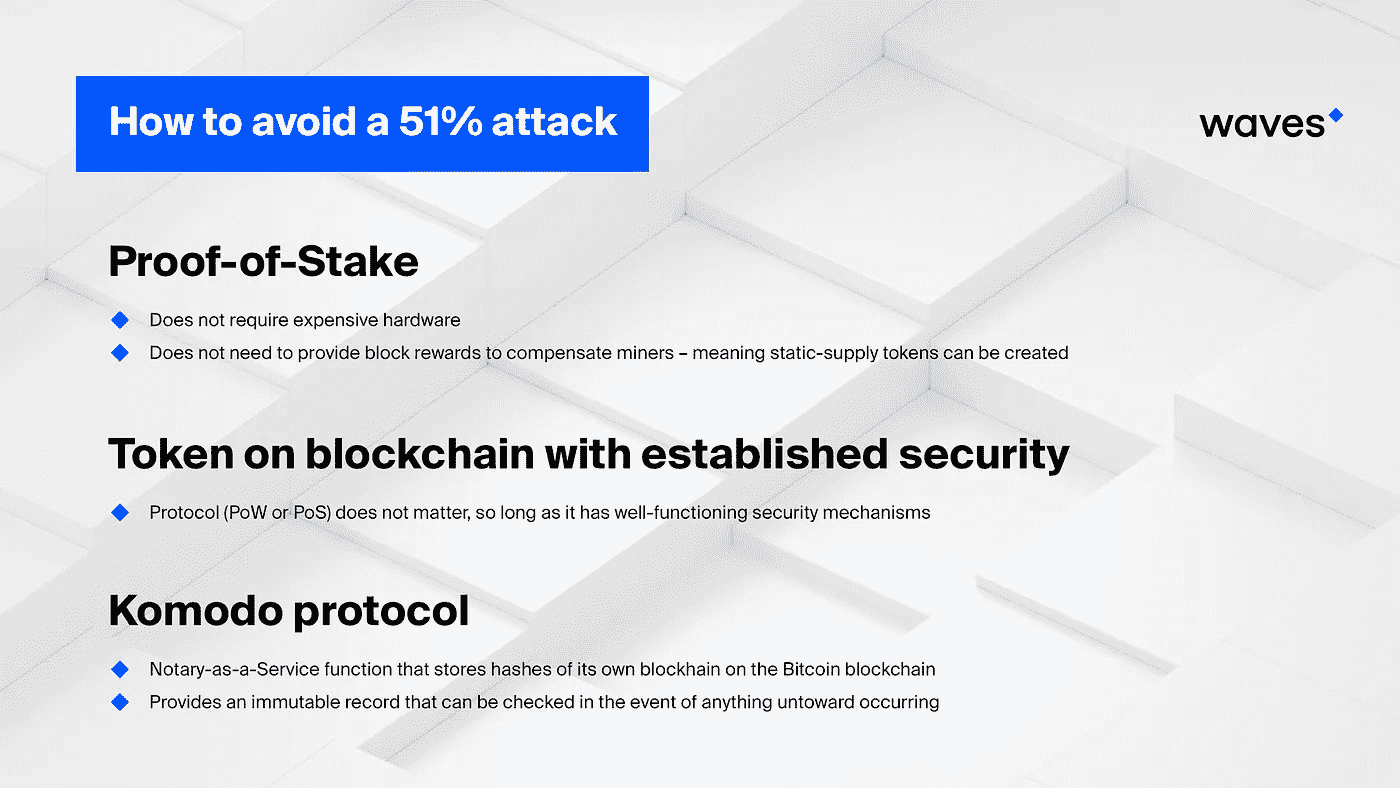 How to avoid a 51% attack
waves
Proof-of-Stake
Does not require expensive hardware
Does not need to provide block rewards to compensate miners – meaning static-supply tokens can be created
Token on blockchain with established security
Protocol (PoW or PoS) does not matter, so long as it has well-functioning security mechanisms
Komodo protocol
Notary-as-a-Service function that stores hashes of its own blokhain on the Bitcoin blockchain
Provides an immutable record that can be checked in the event of anything untoward occurring